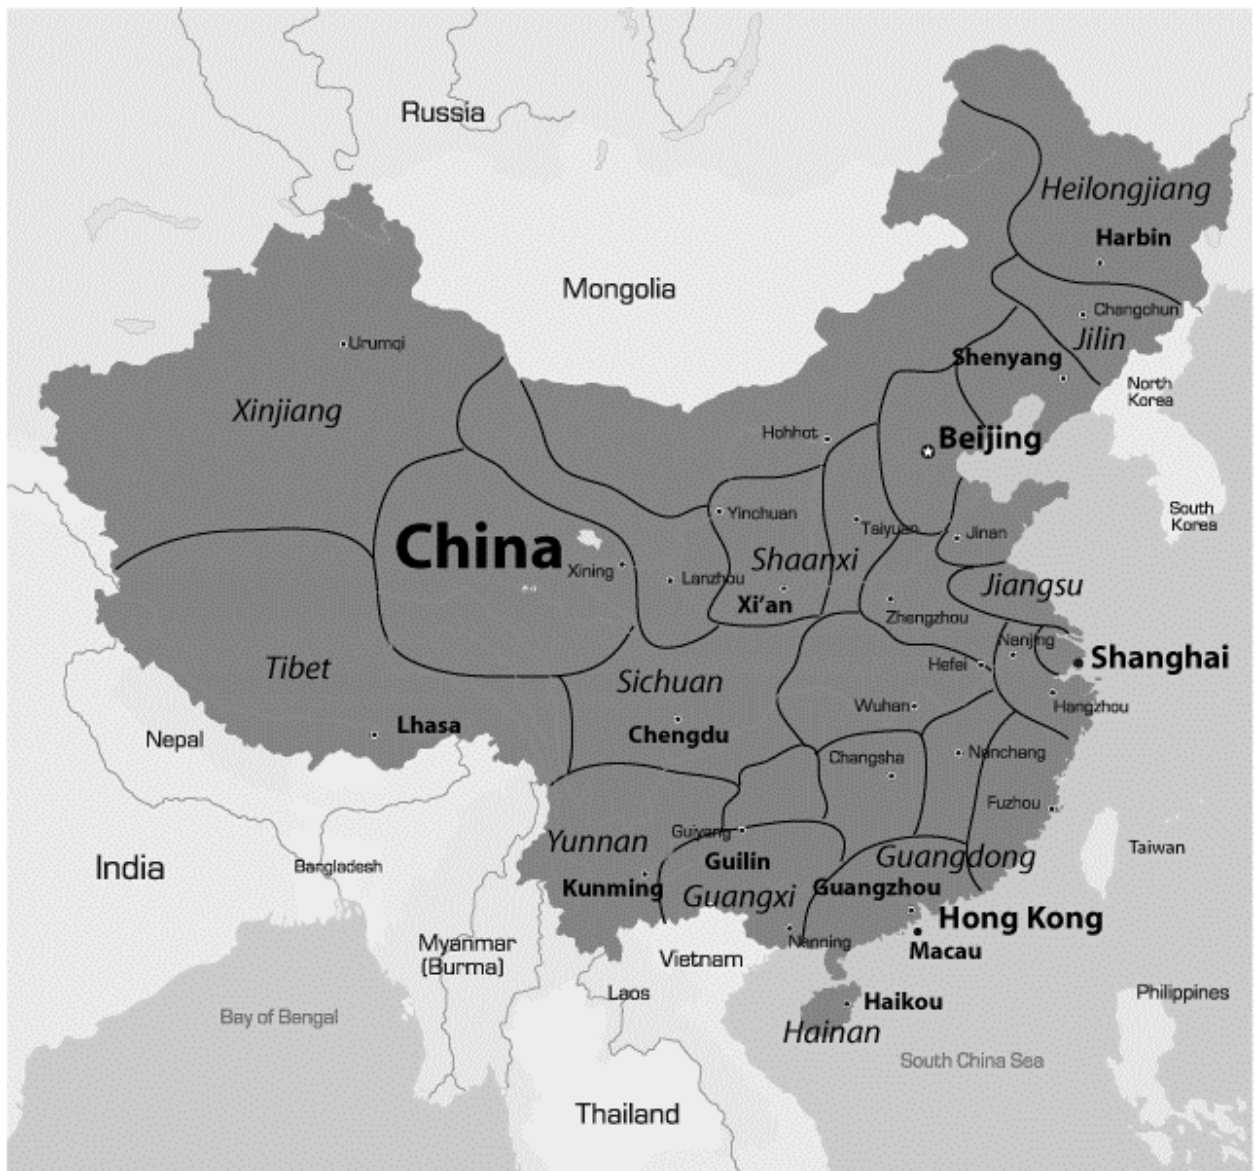 Russia
Heilongjiang
Harbin
Mongolia
Changchun
Urumqi
Jilin
Shenyang
North
Korea
Xinjiang
Hohhot
Beijing
Yinchuan
South
Korea
Taiyuan
Jinan
China
Shaanxi
Xining
Lanzhou
Jiangsu
Xi'an
Zhengzhou
Nanjing
Tibet
Hefei
Shanghai
Sichuan
Wuhan
Hangzhou
Lhasa
Chengdu
Nepal
Changsha
Nanchang
Fuzhou
Yunnan
Guiyang
Taiwan
Guangdong
India
Bangladesh
Guilin
Kunming
Guangxi
Guangzhou
Hong Kong
Myanmar
(Burma)
Nanning
Macau
Vietnam
Laos
Philippines
Haikou
Bay of Bengal
Hainan
South China Sea
Thailand